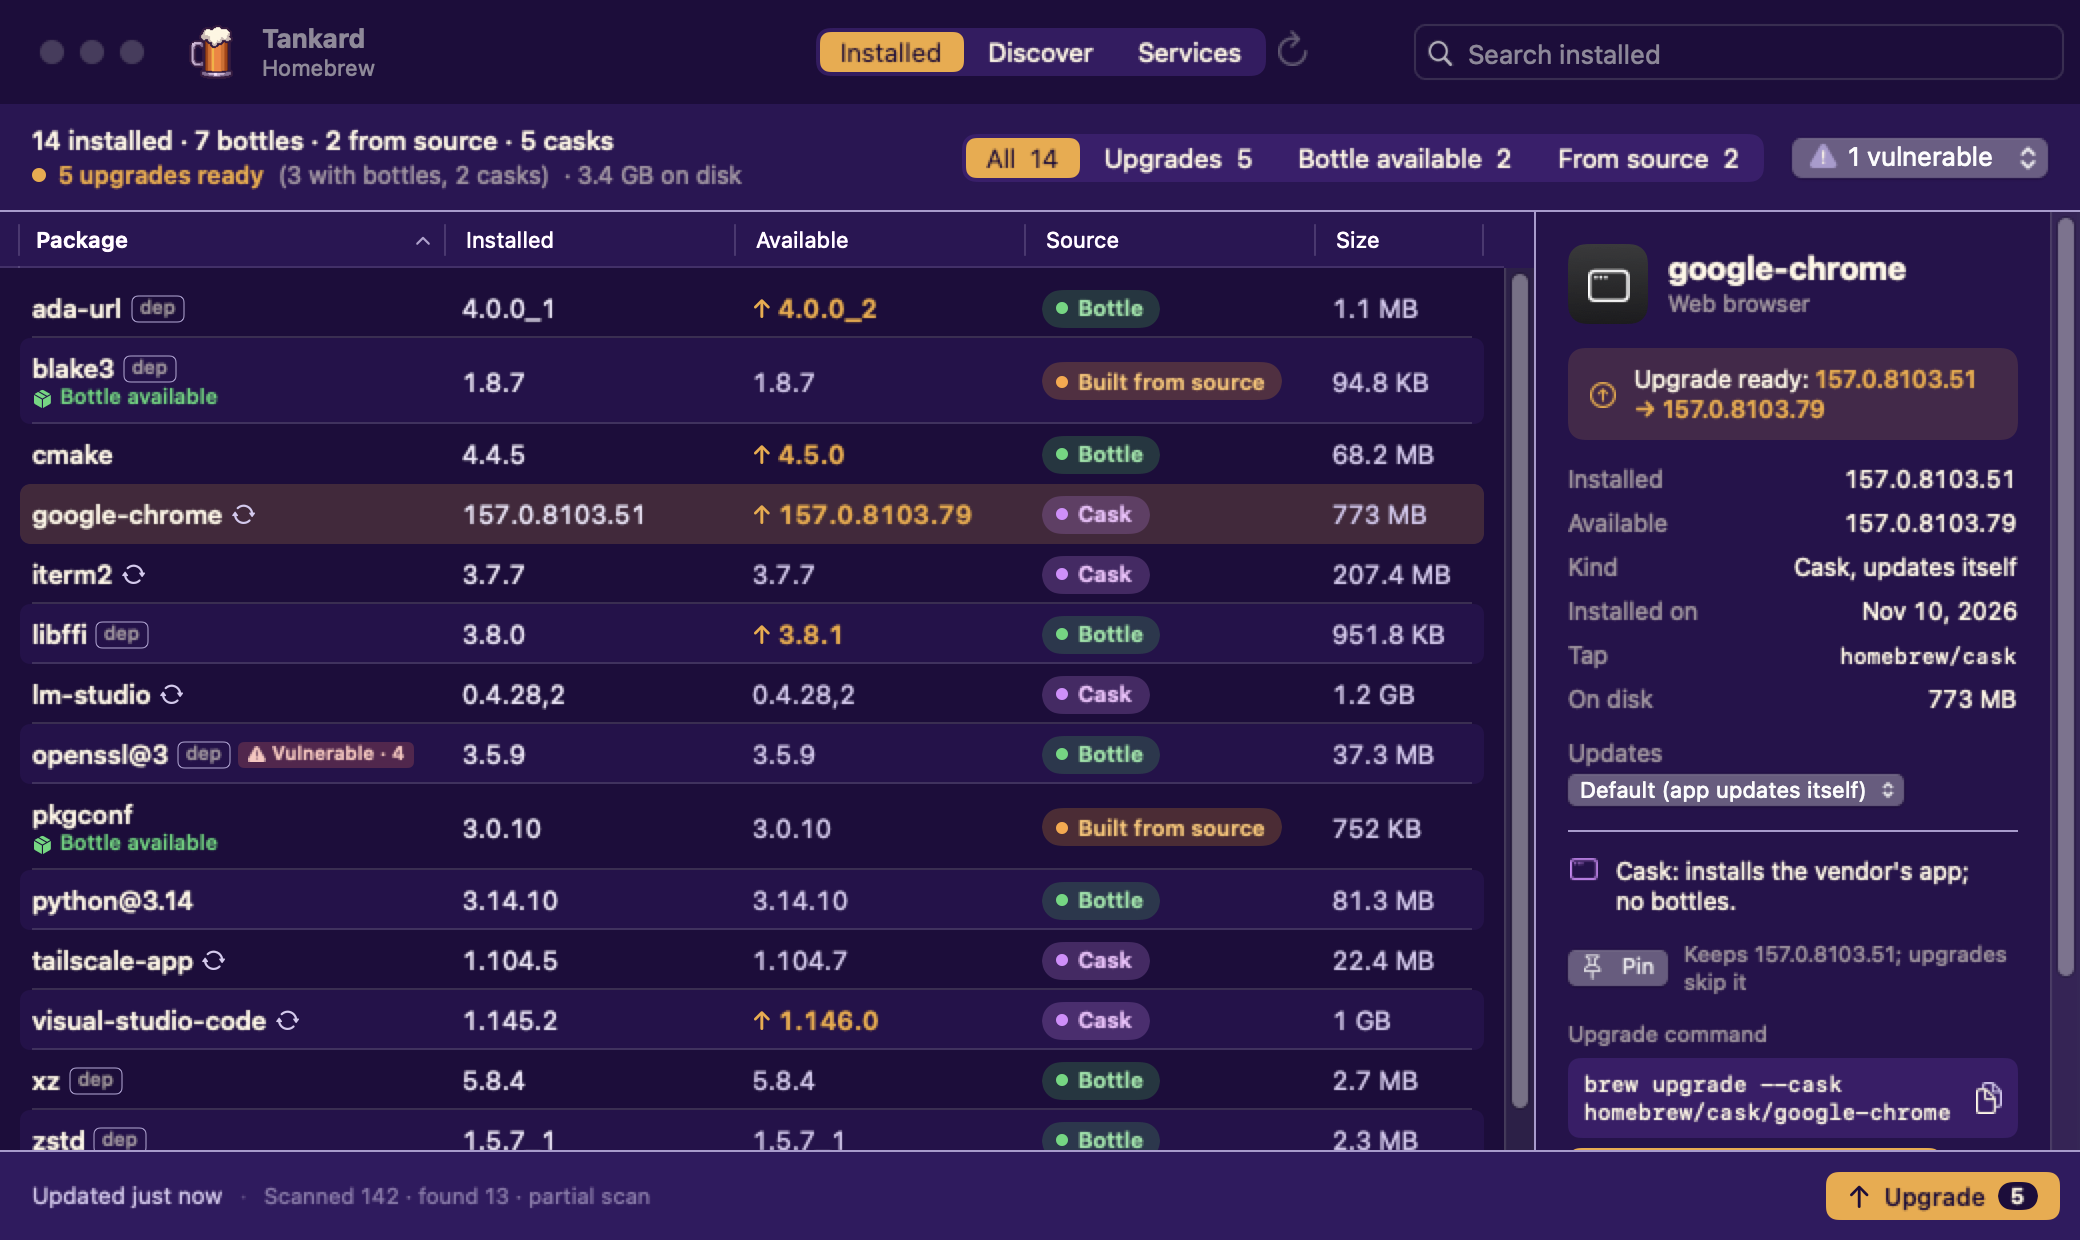 Tankard
Homebrew
Installed Discover Services
Search installed
14 installed · 7 bottles · 2 from source · 5 casks
5 upgrades ready (3 with bottles, 2 casks) · 3.4 GB on disk
All 14 Upgrades 5 Bottle available 2 From source 2
1 vulnerable
Package Installed Available Source Size
ada-url dep 4.0.0_1 ↑ 4.0.0_2 Bottle 1.1 MB
blake3 dep 1.8.7 1.8.7 Built from source 94.8 KB
Bottle available
cmake 4.4.5 ↑ 4.5.0 Bottle 68.2 MB
google-chrome 157.0.8103.51 ↑ 157.0.8103.79 Cask 773 MB
iterm2 3.7.7 3.7.7 Cask 207.4 MB
libffi dep 3.8.0 ↑ 3.8.1 Bottle 951.8 KB
lm-studio 0.4.28,2 0.4.28,2 Cask 1.2 GB
openssl@3 dep Vulnerable · 4 3.5.9 3.5.9 Bottle 37.3 MB
pkgconf 3.0.10 3.0.10 Built from source 752 KB
Bottle available
python@3.14 3.14.10 3.14.10 Bottle 81.3 MB
tailscale-app 1.104.5 1.104.7 Cask 22.4 MB
visual-studio-code 1.145.2 ↑ 1.146.0 Cask 1 GB
xz dep 5.8.4 5.8.4 Bottle 2.7 MB
zstd dep 1.5.7_1 1.5.7_1 Bottle 2.3 MB
google-chrome
Web browser
Upgrade ready: 157.0.8103.51
→ 157.0.8103.79
Installed 157.0.8103.51
Available 157.0.8103.79
Kind Cask, updates itself
Installed on Nov 10, 2026
Tap homebrew/cask
On disk 773 MB
Updates
Default (app updates itself)
Cask: installs the vendor's app;
no bottles.
Pin
Keeps 157.0.8103.51; upgrades
skip it
Upgrade command
brew upgrade --cask
homebrew/cask/google-chrome
Updated just now · Scanned 142 · found 13 · partial scan
↑ Upgrade 5